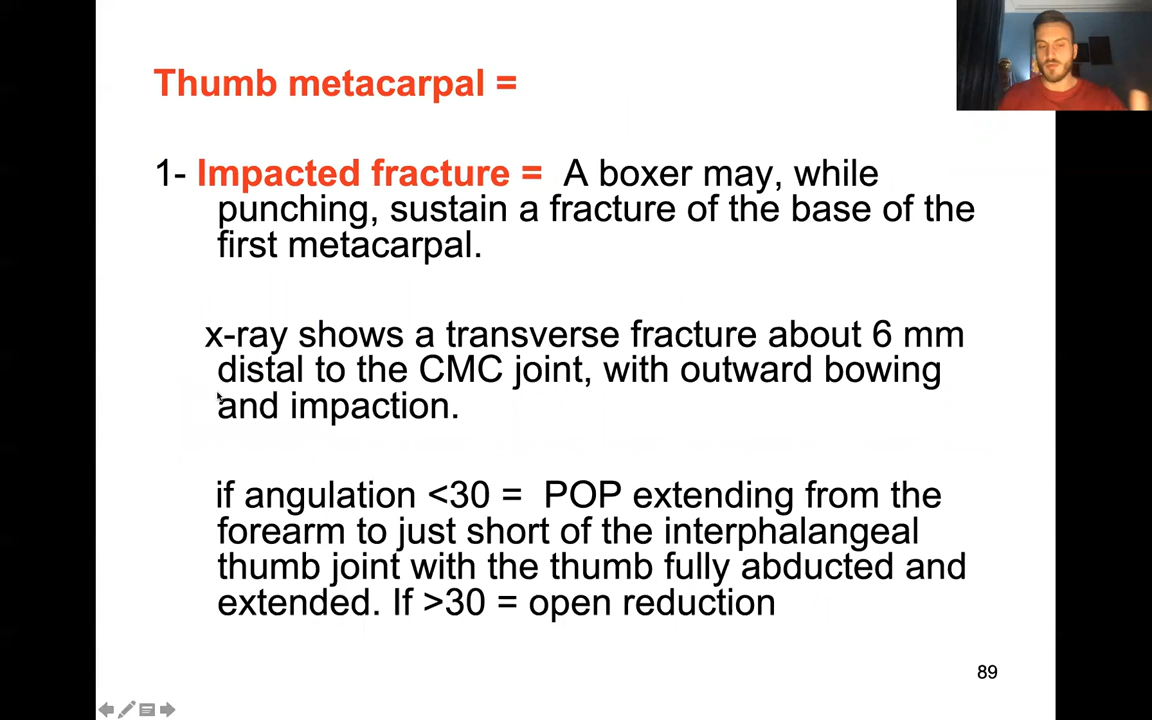 Thumb metacarpal =
1- Impacted fracture = A boxer may, while
punching, sustain a fracture of the base of the
first metacarpal.
x-ray shows a transverse fracture about 6 mm
distal to the CMC joint, with outward bowing
and impaction.
if angulation <30 = POP extending from the
forearm to just short of the interphalangeal
thumb joint with the thumb fully abducted and
extended. If >30 = open reduction
89